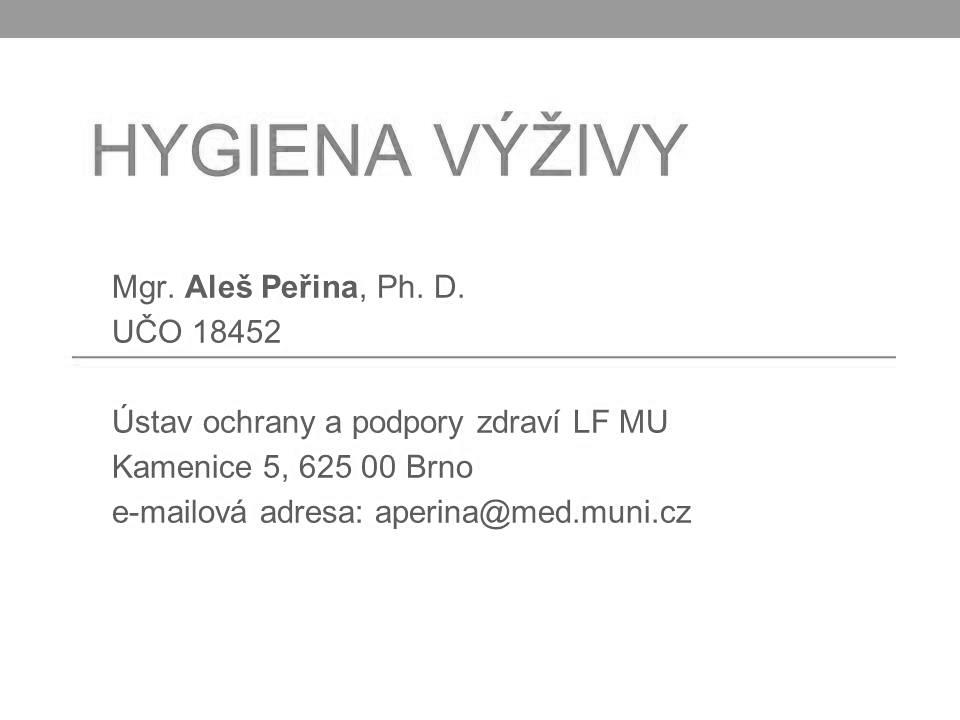 HYGIENA VÝŽIVY
Mgr. Aleš Peřina, Ph. D.
UČO 18452
Ústav ochrany a podpory zdraví LF MU
Kamenice 5, 625 00 Brno
e-mailová adresa: aperina@med.muni.cz